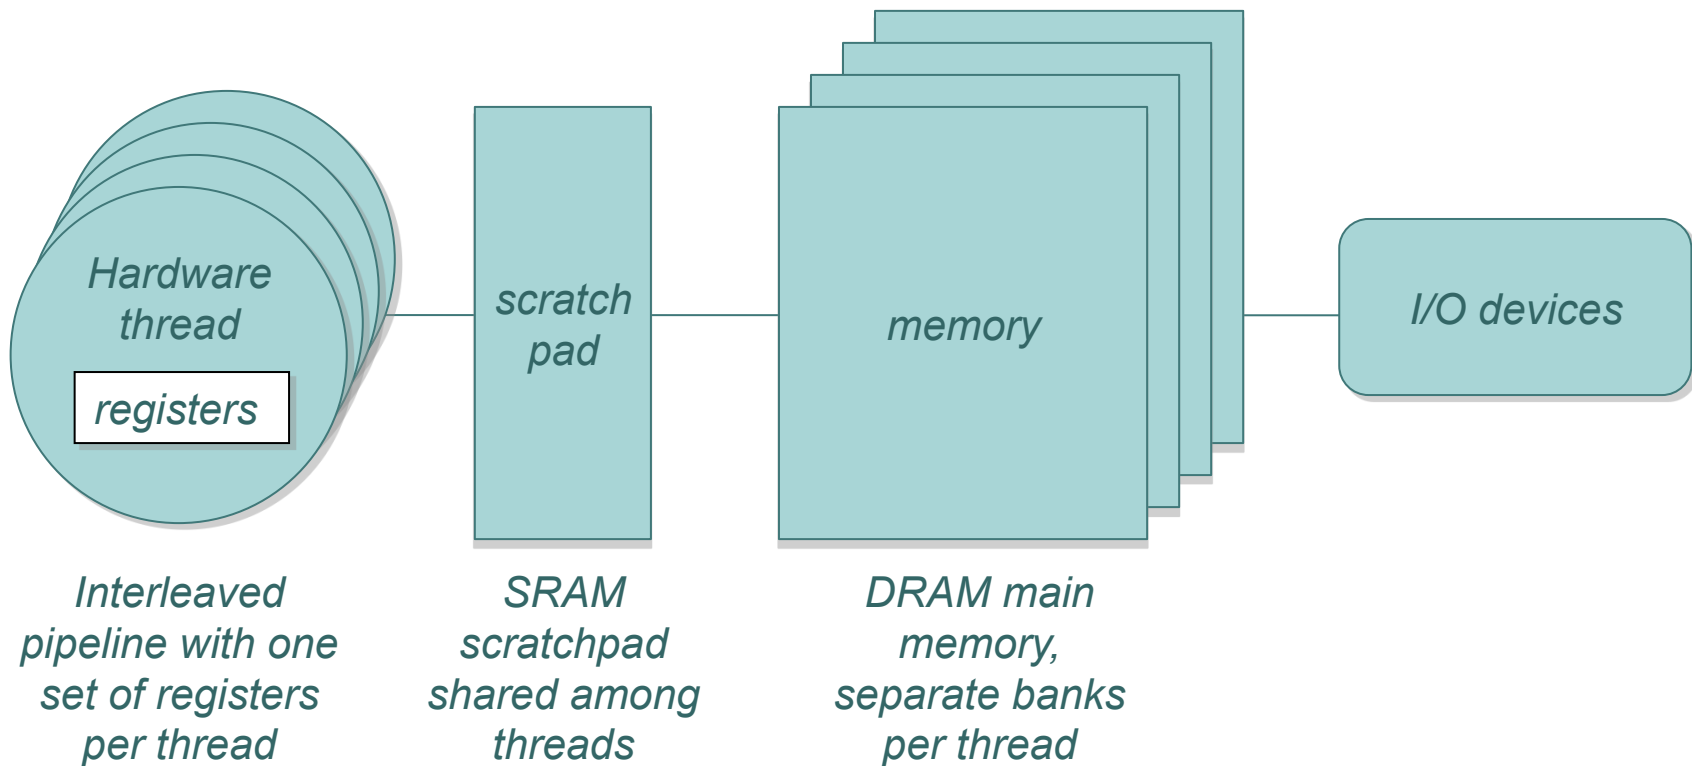 Hardware
thread
registers
scratch
pad
memory
I/O devices
Interleaved
pipeline with one
set of registers
per thread
SRAM
scratchpad
shared among
threads
DRAM main
memory,
separate banks
per thread